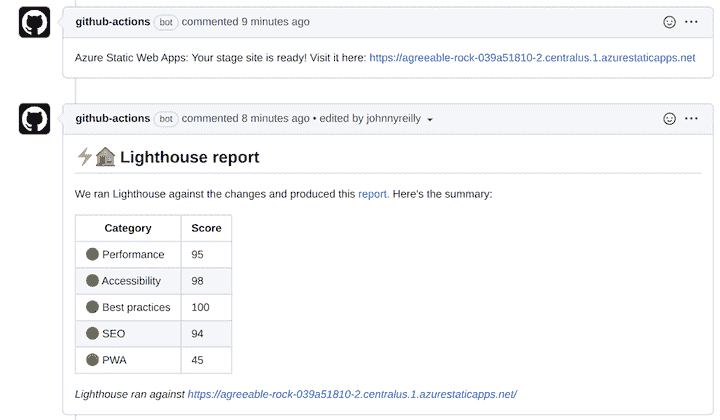 github-actions bot commented 9 minutes ago
Azure Static Web Apps: Your stage site is ready! Visit it here: https://agreeable-rock-039a51810-2.centralus.1.azurestaticapps.net
github-actions bot commented 8 minutes ago • edited by johnnyreilly
⚡🏠 Lighthouse report
We ran Lighthouse against the changes and produced this report. Here's the summary:
Category Score
Performance 95
Accessibility 98
Best practices 100
SEO 94
PWA 45
Lighthouse ran against https://agreeable-rock-039a51810-2.centralus.1.azurestaticapps.net/